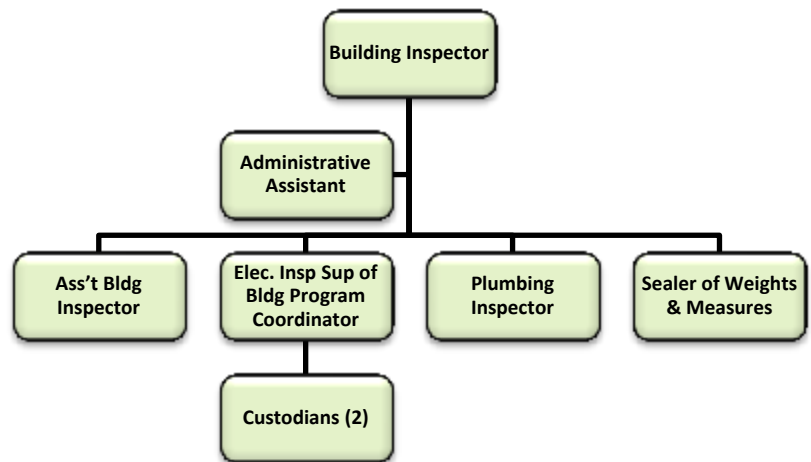 Building Inspector
Administrative
Assistant
Ass’t Bldg
Inspector
Elec. Insp Sup of
Bldg Program
Coordinator
Plumbing
Inspector
Sealer of Weights
& Measures
Custodians (2)